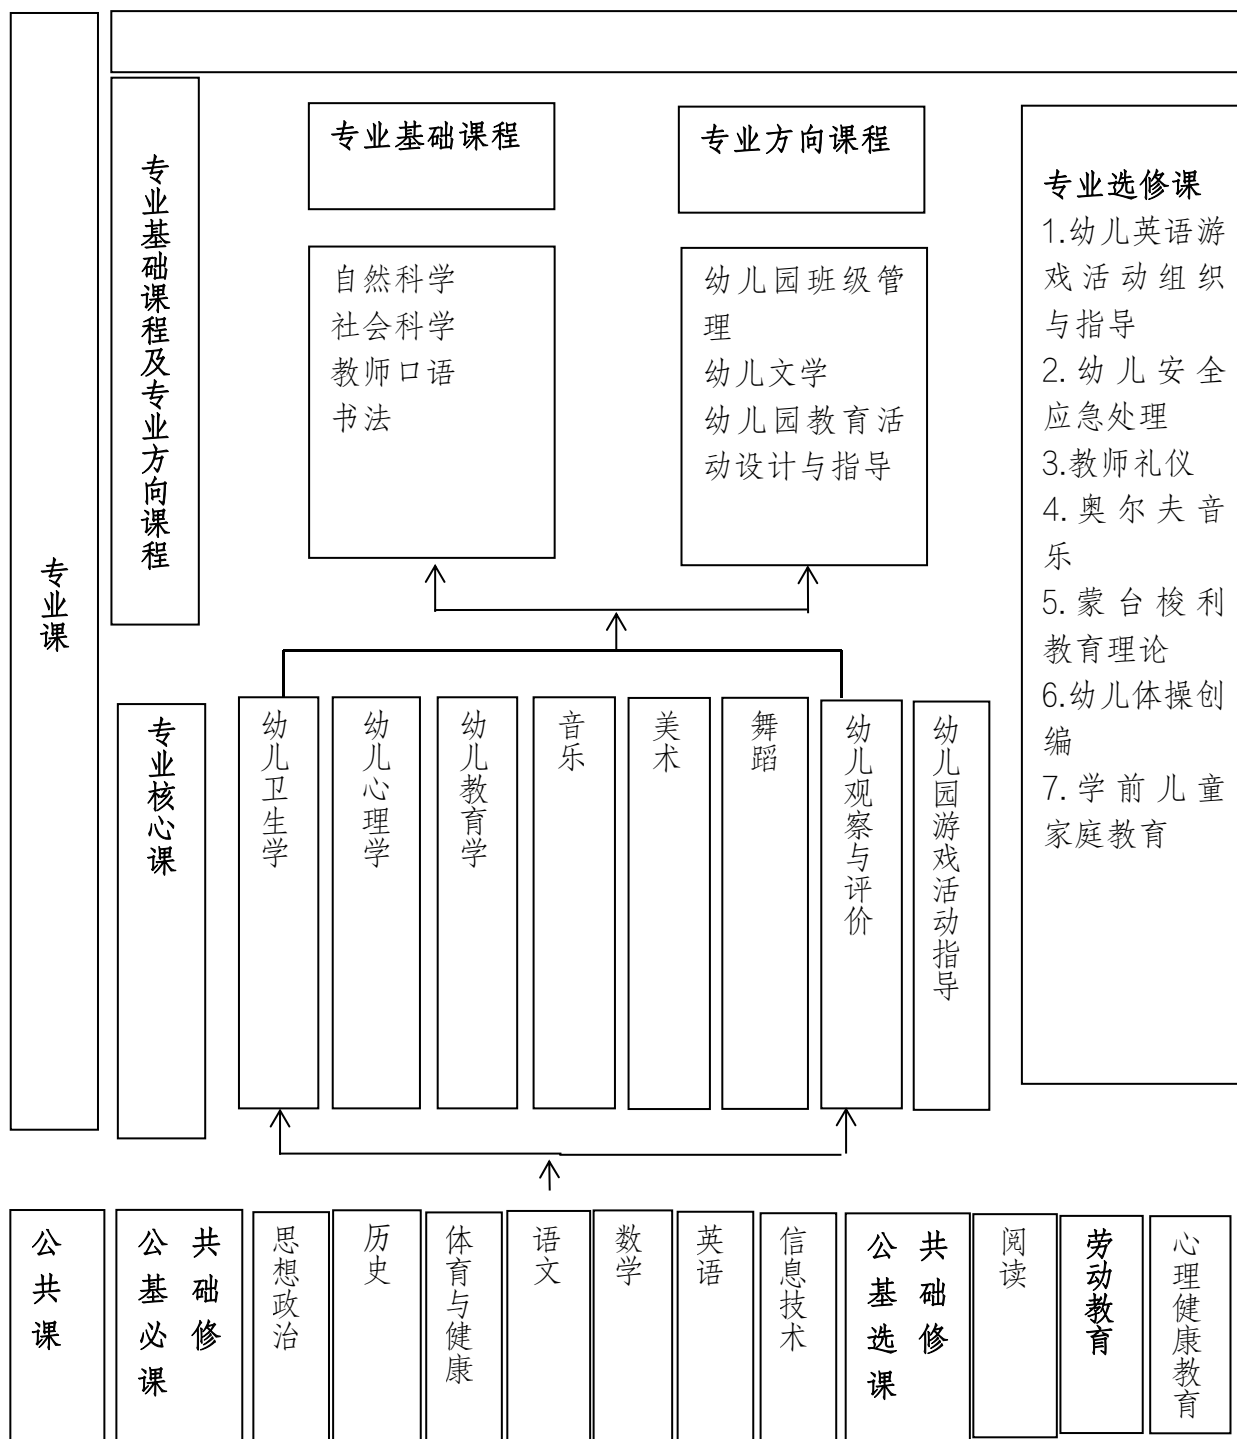 专业课
专业基础课程及专业方向课程
专业基础课程
专业方向课程
自然科学
社会科学
教师口语
书法
幼儿园班级管
理
幼儿文学
幼儿园教育活
动设计与指导
专业选修课
1.幼儿英语游
戏活动组织
与指导
2.幼儿安全
应急处理
3.教师礼仪
4.奥尔夫音
乐
5.蒙台梭利
教育理论
6.幼儿体操创
编
7.学前儿童
家庭教育
专业核心课
幼儿卫生学
幼儿心理学
幼儿教育学
音乐
美术
舞蹈
幼儿观察与评价
幼儿园游戏活动指导
公共课
公共
基础
必修
课
思想政治
历史
体育与健康
语文
数学
英语
信息技术
公共
基础
选修
课
阅读
劳动教育
心理健康教育